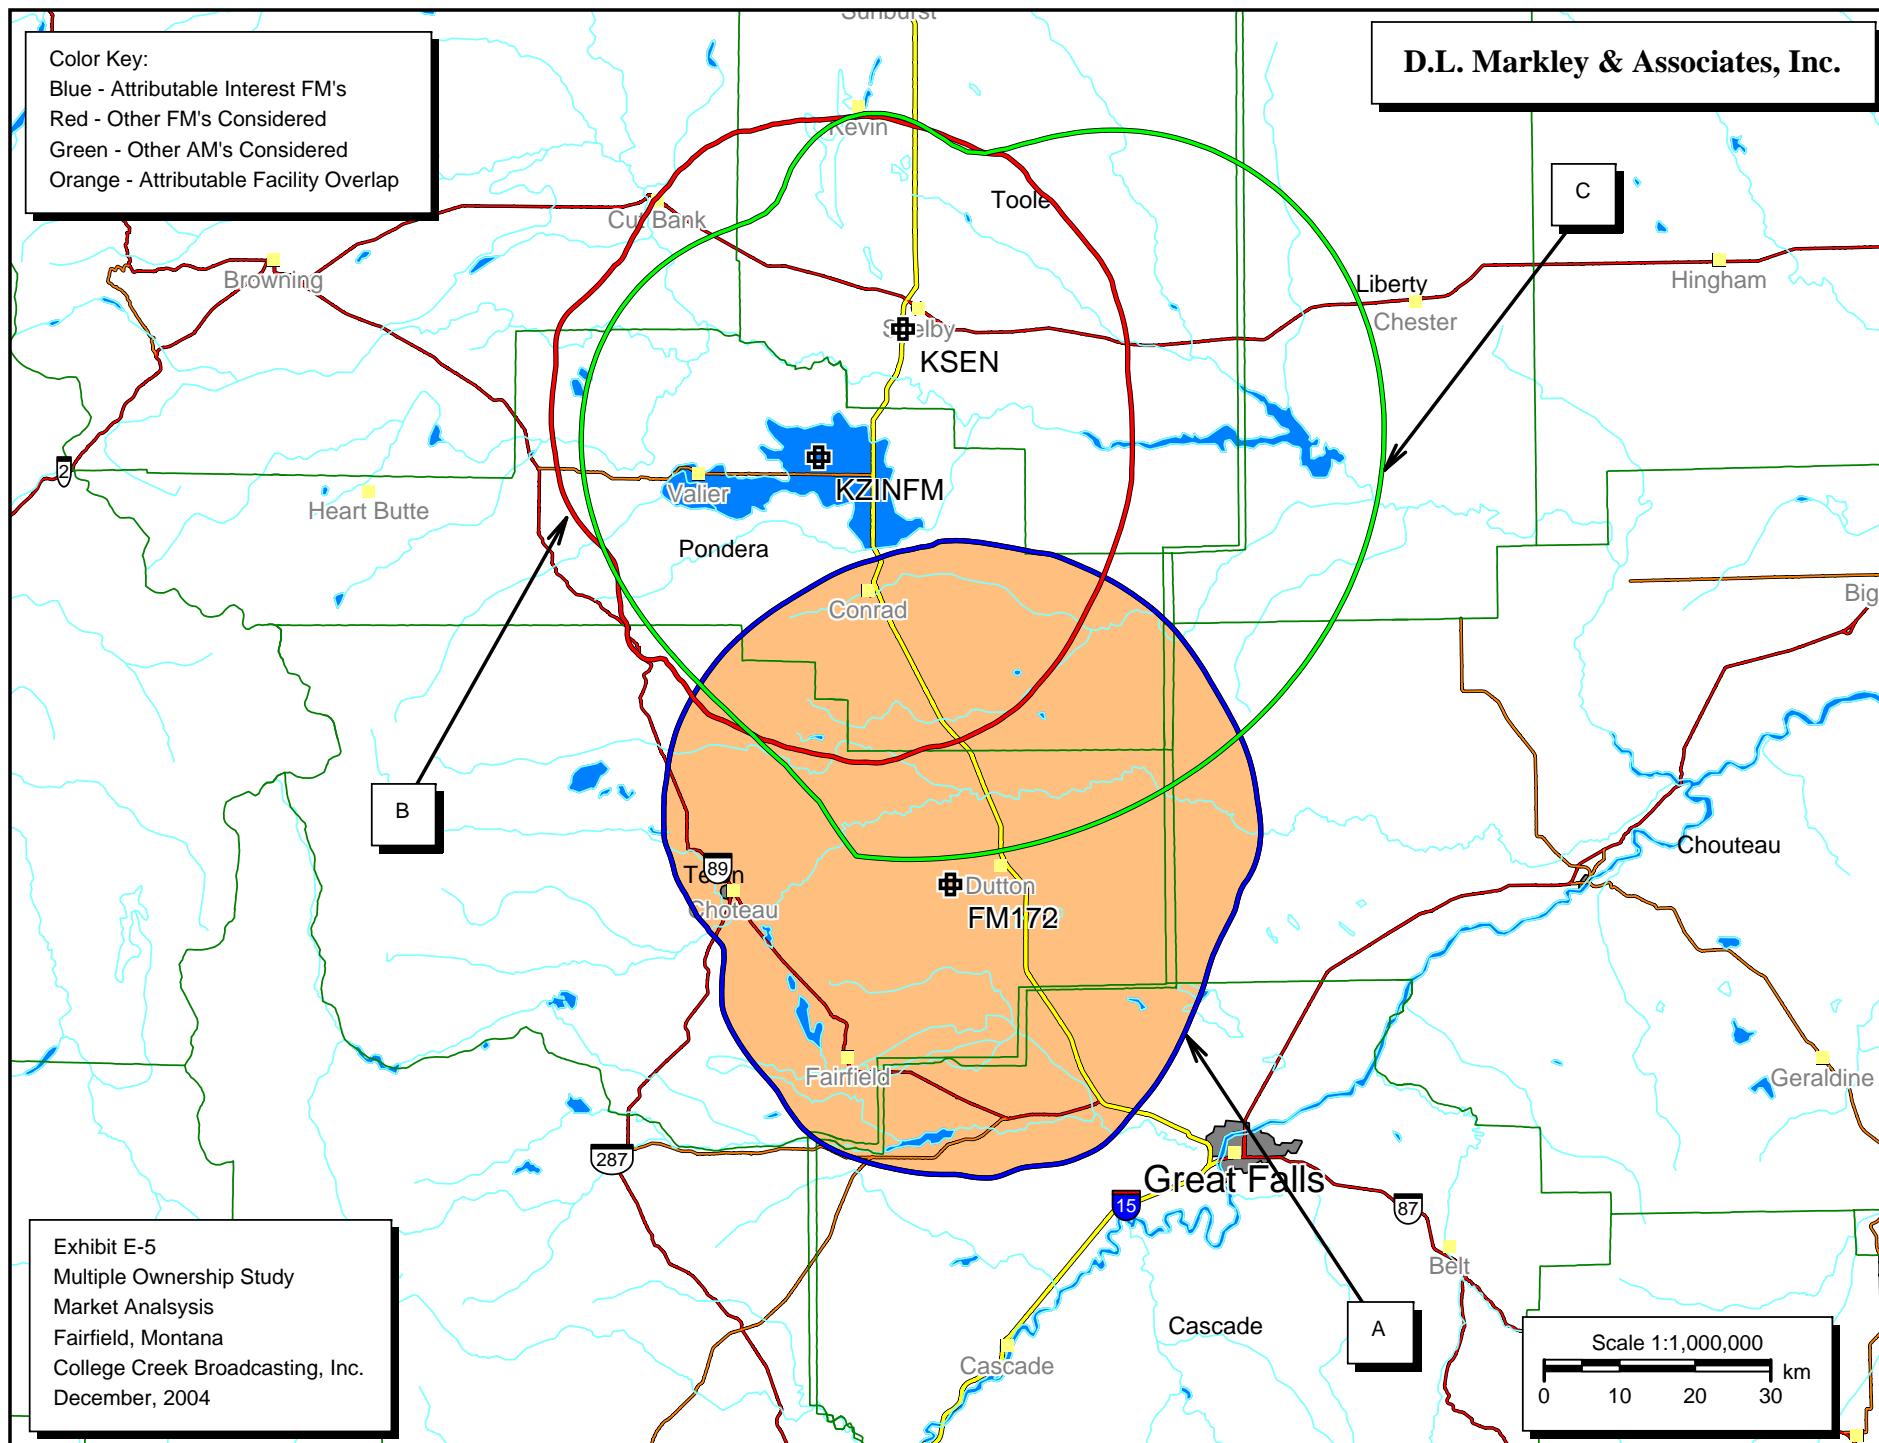 Sunburst
Color Key:
Blue - Attributable Interest FM's
Red - Other FM's Considered
Green - Other AM's Considered
Orange - Attributable Facility Overlap
D.L. Markley & Associates, Inc.
Kevin
Toole
C
Cut Bank
Browning
Liberty
Hingham
Chester
Shelby
KSEN
2
Valier
KZINFM
Heart Butte
Pondera
Conrad
Big
B
Chouteau
89
Teton
Dutton
Choteau
FM172
Fairfield
Geraldine
287
Great Falls
15
87
Belt
Exhibit E-5
Multiple Ownership Study
Market Analsysis
Fairfield, Montana
College Creek Broadcasting, Inc.
December, 2004
Cascade
A
Cascade
Scale 1:1,000,000
km
0 10 20 30